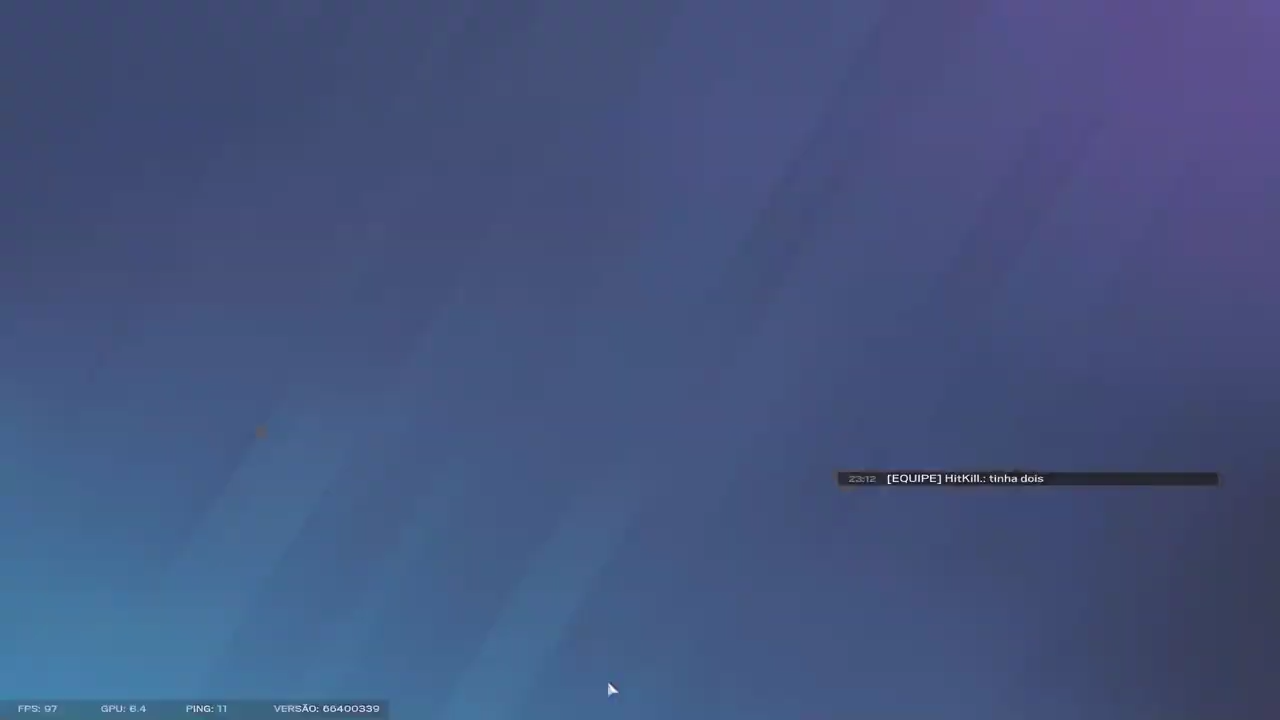 23:12 [EQUIPE] HitKill.: tinha dois
FPS: 97 GPU: 6.4 PING: 11 VERSÃO: 66400339